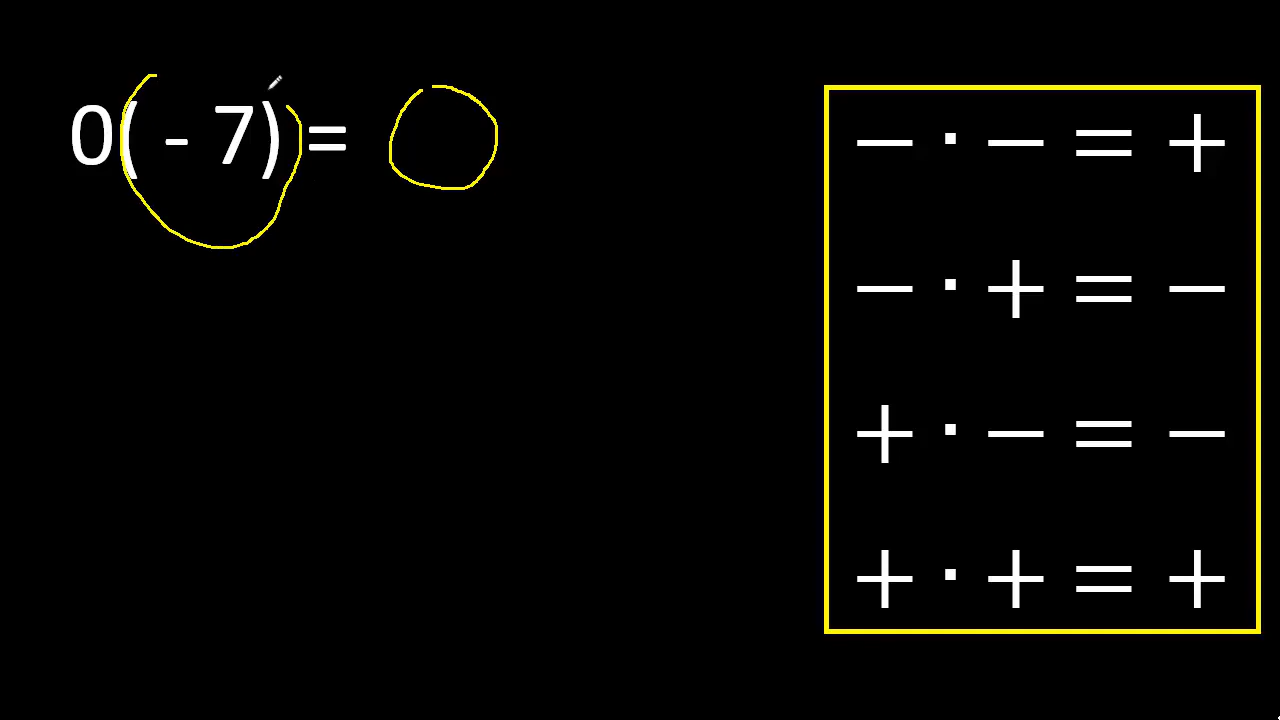 0( - 7) =
− · − = +
− · + = −
+ · − = −
+ · + = +